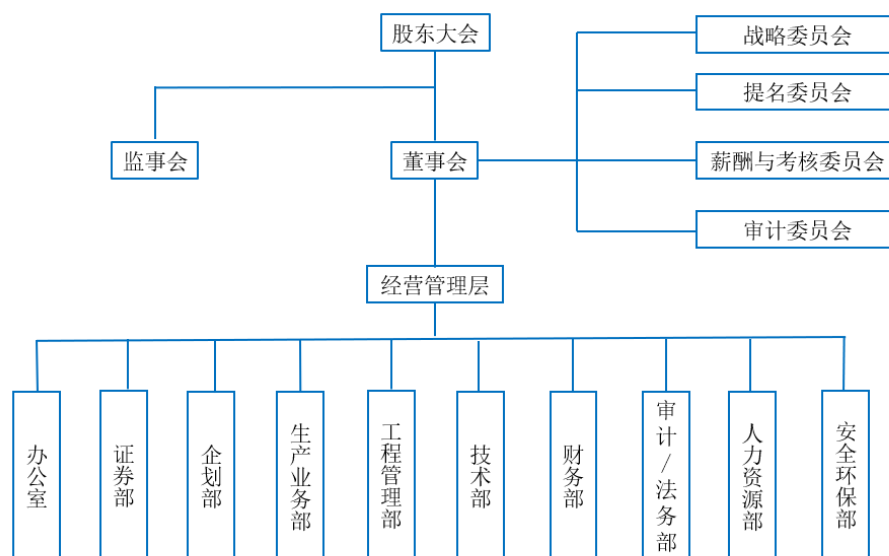 股东大会
战略委员会
提名委员会
监事会
董事会
薪酬与考核委员会
审计委员会
经营管理层
办公室
证券部
企划部
生产业务部
工程管理部
技术部
财务部
审计/法务部
人力资源部
安全环保部